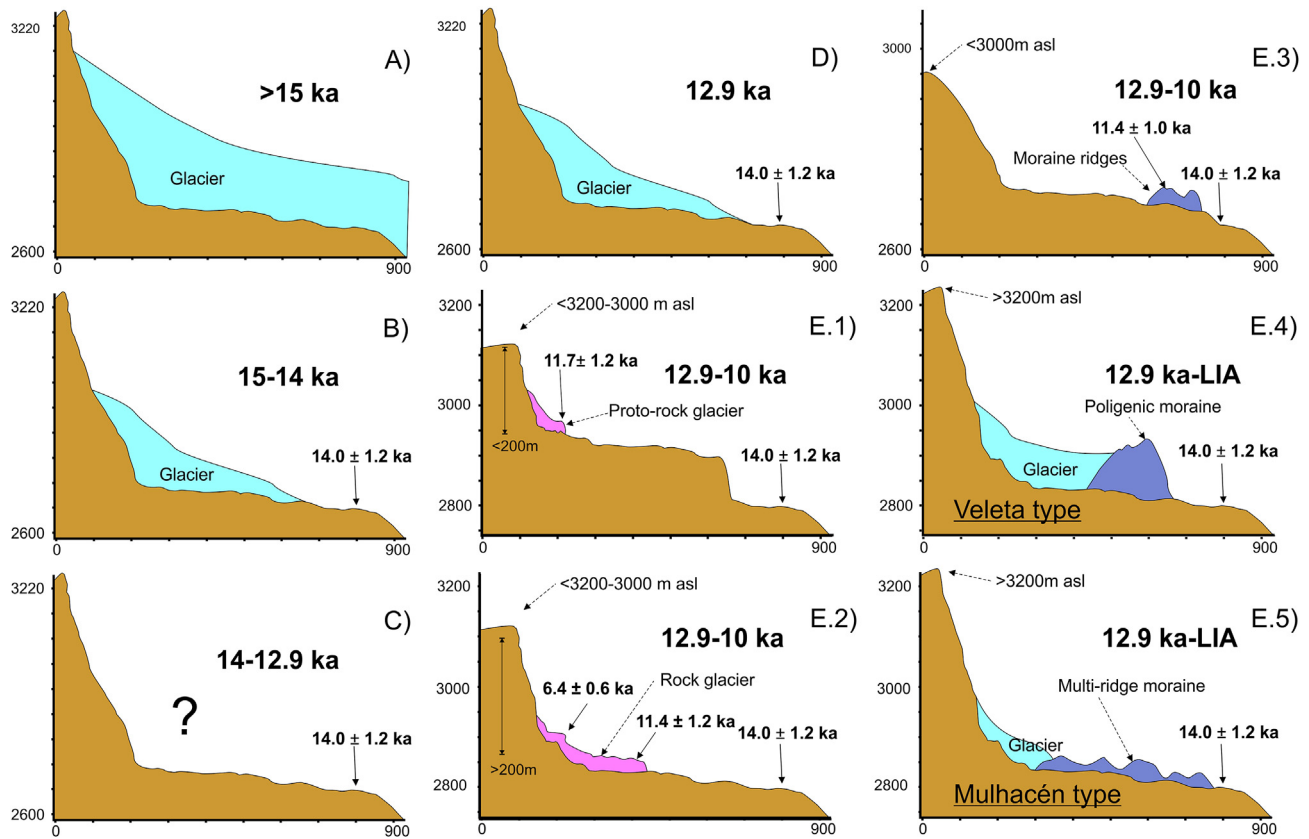 3220
A)
>15 ka
Glacier
2600
0
900
3220
B)
15-14 ka
14.0 ± 1.2 ka
Glacier
2600
0
900
3220
C)
14-12.9 ka
?
14.0 ± 1.2 ka
2600
0
900
3220
D)
12.9 ka
14.0 ± 1.2 ka
Glacier
2600
0
900
3200
<3200-3000 m asl
E.1)
11.7± 1.2 ka
12.9-10 ka
3000
Proto-rock glacier
<200m
14.0 ± 1.2 ka
2800
0
900
3200
<3200-3000 m asl
E.2)
12.9-10 ka
6.4 ± 0.6 ka
Rock glacier
3000
11.4 ± 1.2 ka
14.0 ± 1.2 ka
>200m
2800
0
900
3000
<3000m asl
E.3)
12.9-10 ka
11.4 ± 1.0 ka
Moraine ridges
14.0 ± 1.2 ka
2600
0
900
3200
>3200m asl
E.4)
12.9 ka-LIA
3000
Poligenic moraine
14.0 ± 1.2 ka
Glacier
2800
Veleta type
0
900
3200
>3200m asl
E.5)
12.9 ka-LIA
3000
Multi-ridge moraine
14.0 ± 1.2 ka
Glacier
2800
Mulhacén type
0
900